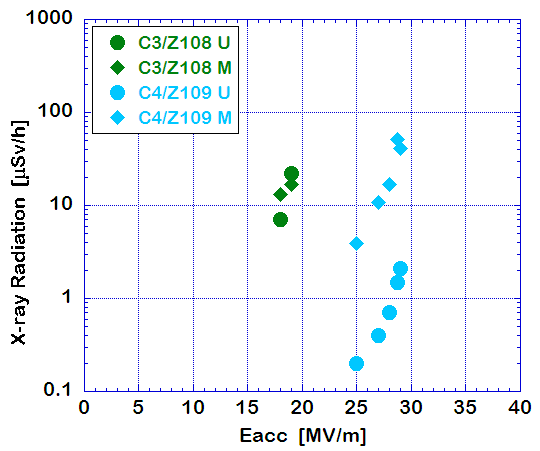 1000
100
10
1
0.1
X-ray Radiation [μSv/h]
C3/Z108 U
C3/Z108 M
C4/Z109 U
C4/Z109 M
0 5 10 15 20 25 30 35 40
Eacc [MV/m]